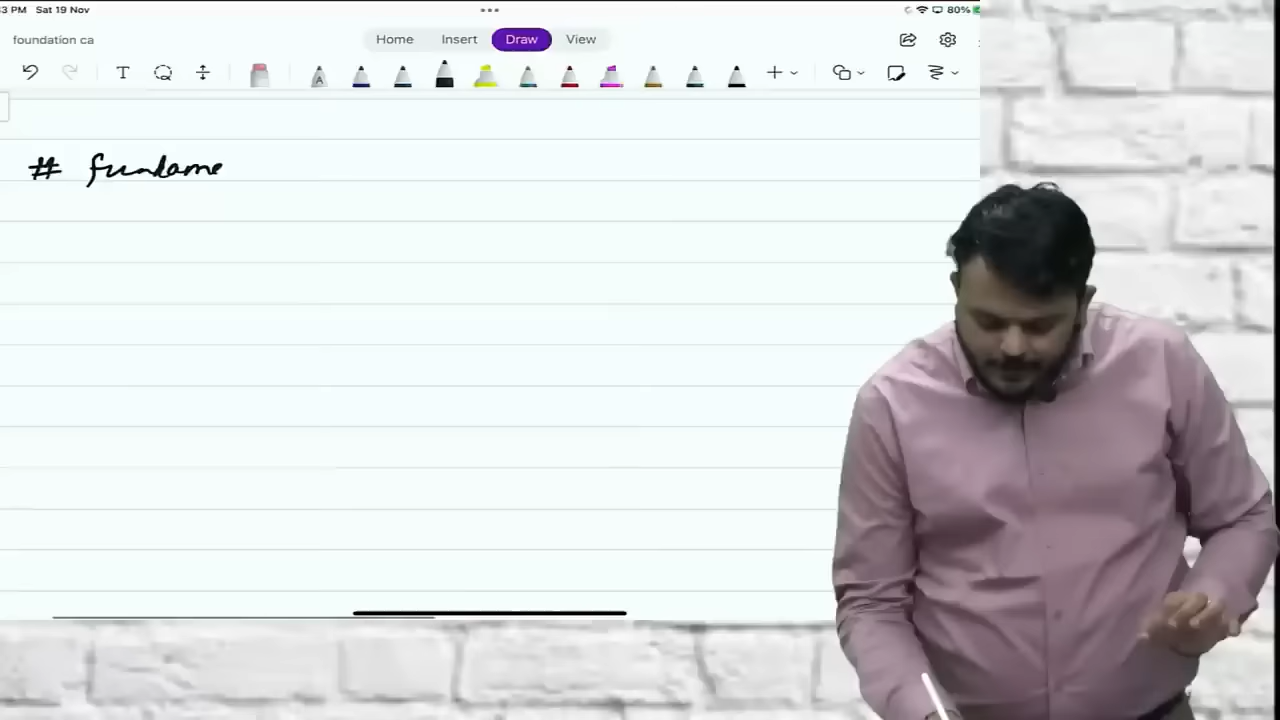 3 PM Sat 19 Nov
80%
foundation ca
Home Insert Draw View
T
A
# fundame